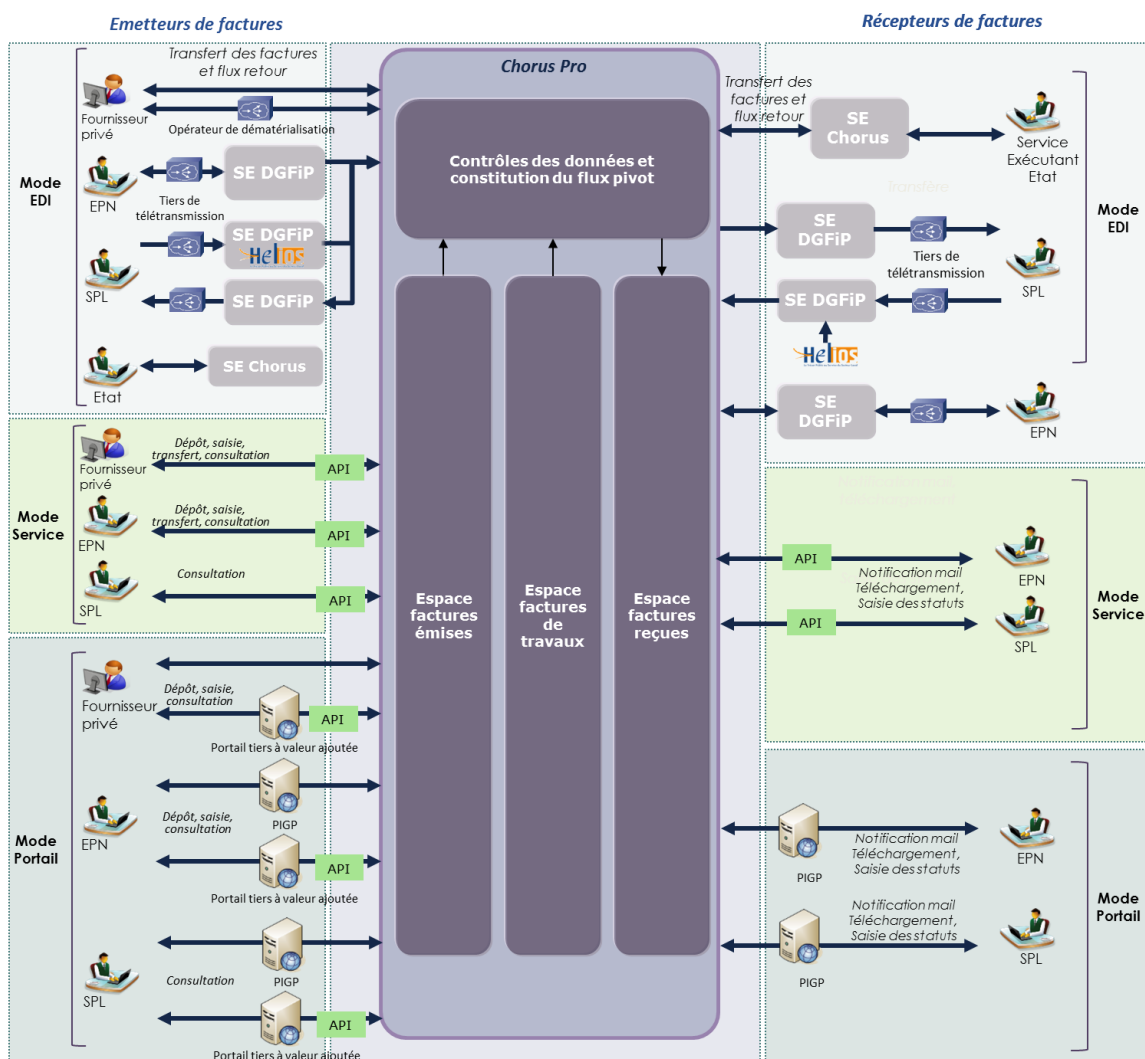 Emetteurs de factures
Récepteurs de factures
Mode
EDI
Transfert des factures
et flux retour
Fournisseur
privé
Opérateur de dématérialisation
EPN
SE DGFiP
Tiers de
télétransmission
SE DGFiP
Helios
SPL
SE DGFiP
Etat
SE Chorus
Mode
Service
Fournisseur
privé
Dépôt, saisie,
transfert, consultation
API
EPN
Dépôt, saisie,
transfert, consultation
API
SPL
Consultation
API
Mode
Portail
Fournisseur
privé
Dépôt, saisie,
consultation
API
Portail tiers à valeur ajoutée
EPN
PIGP
Dépôt, saisie,
consultation
API
Portail tiers à valeur ajoutée
SPL
PIGP
Consultation
API
Portail tiers à valeur ajoutée
Chorus Pro
Contrôles des données et
constitution du flux pivot
Espace
factures
émises
Espace
factures
de
travaux
Espace
factures
reçues
Transfert des
factures et
flux retour
SE
Chorus
Service
Exécutant
Etat
Transfère
Mode
EDI
SE
DGFiP
Tiers de
télétransmission
SPL
SE DGFiP
Helios
SE
DGFiP
EPN
Notification mail,
téléchargement
API
EPN
Notification mail
Téléchargement,
Saisie des statuts
Mode
Service
API
SPL
PIGP
Notification mail
Téléchargement,
Saisie des statuts
EPN
Mode
Portail
PIGP
Notification mail
Téléchargement,
Saisie des statuts
SPL